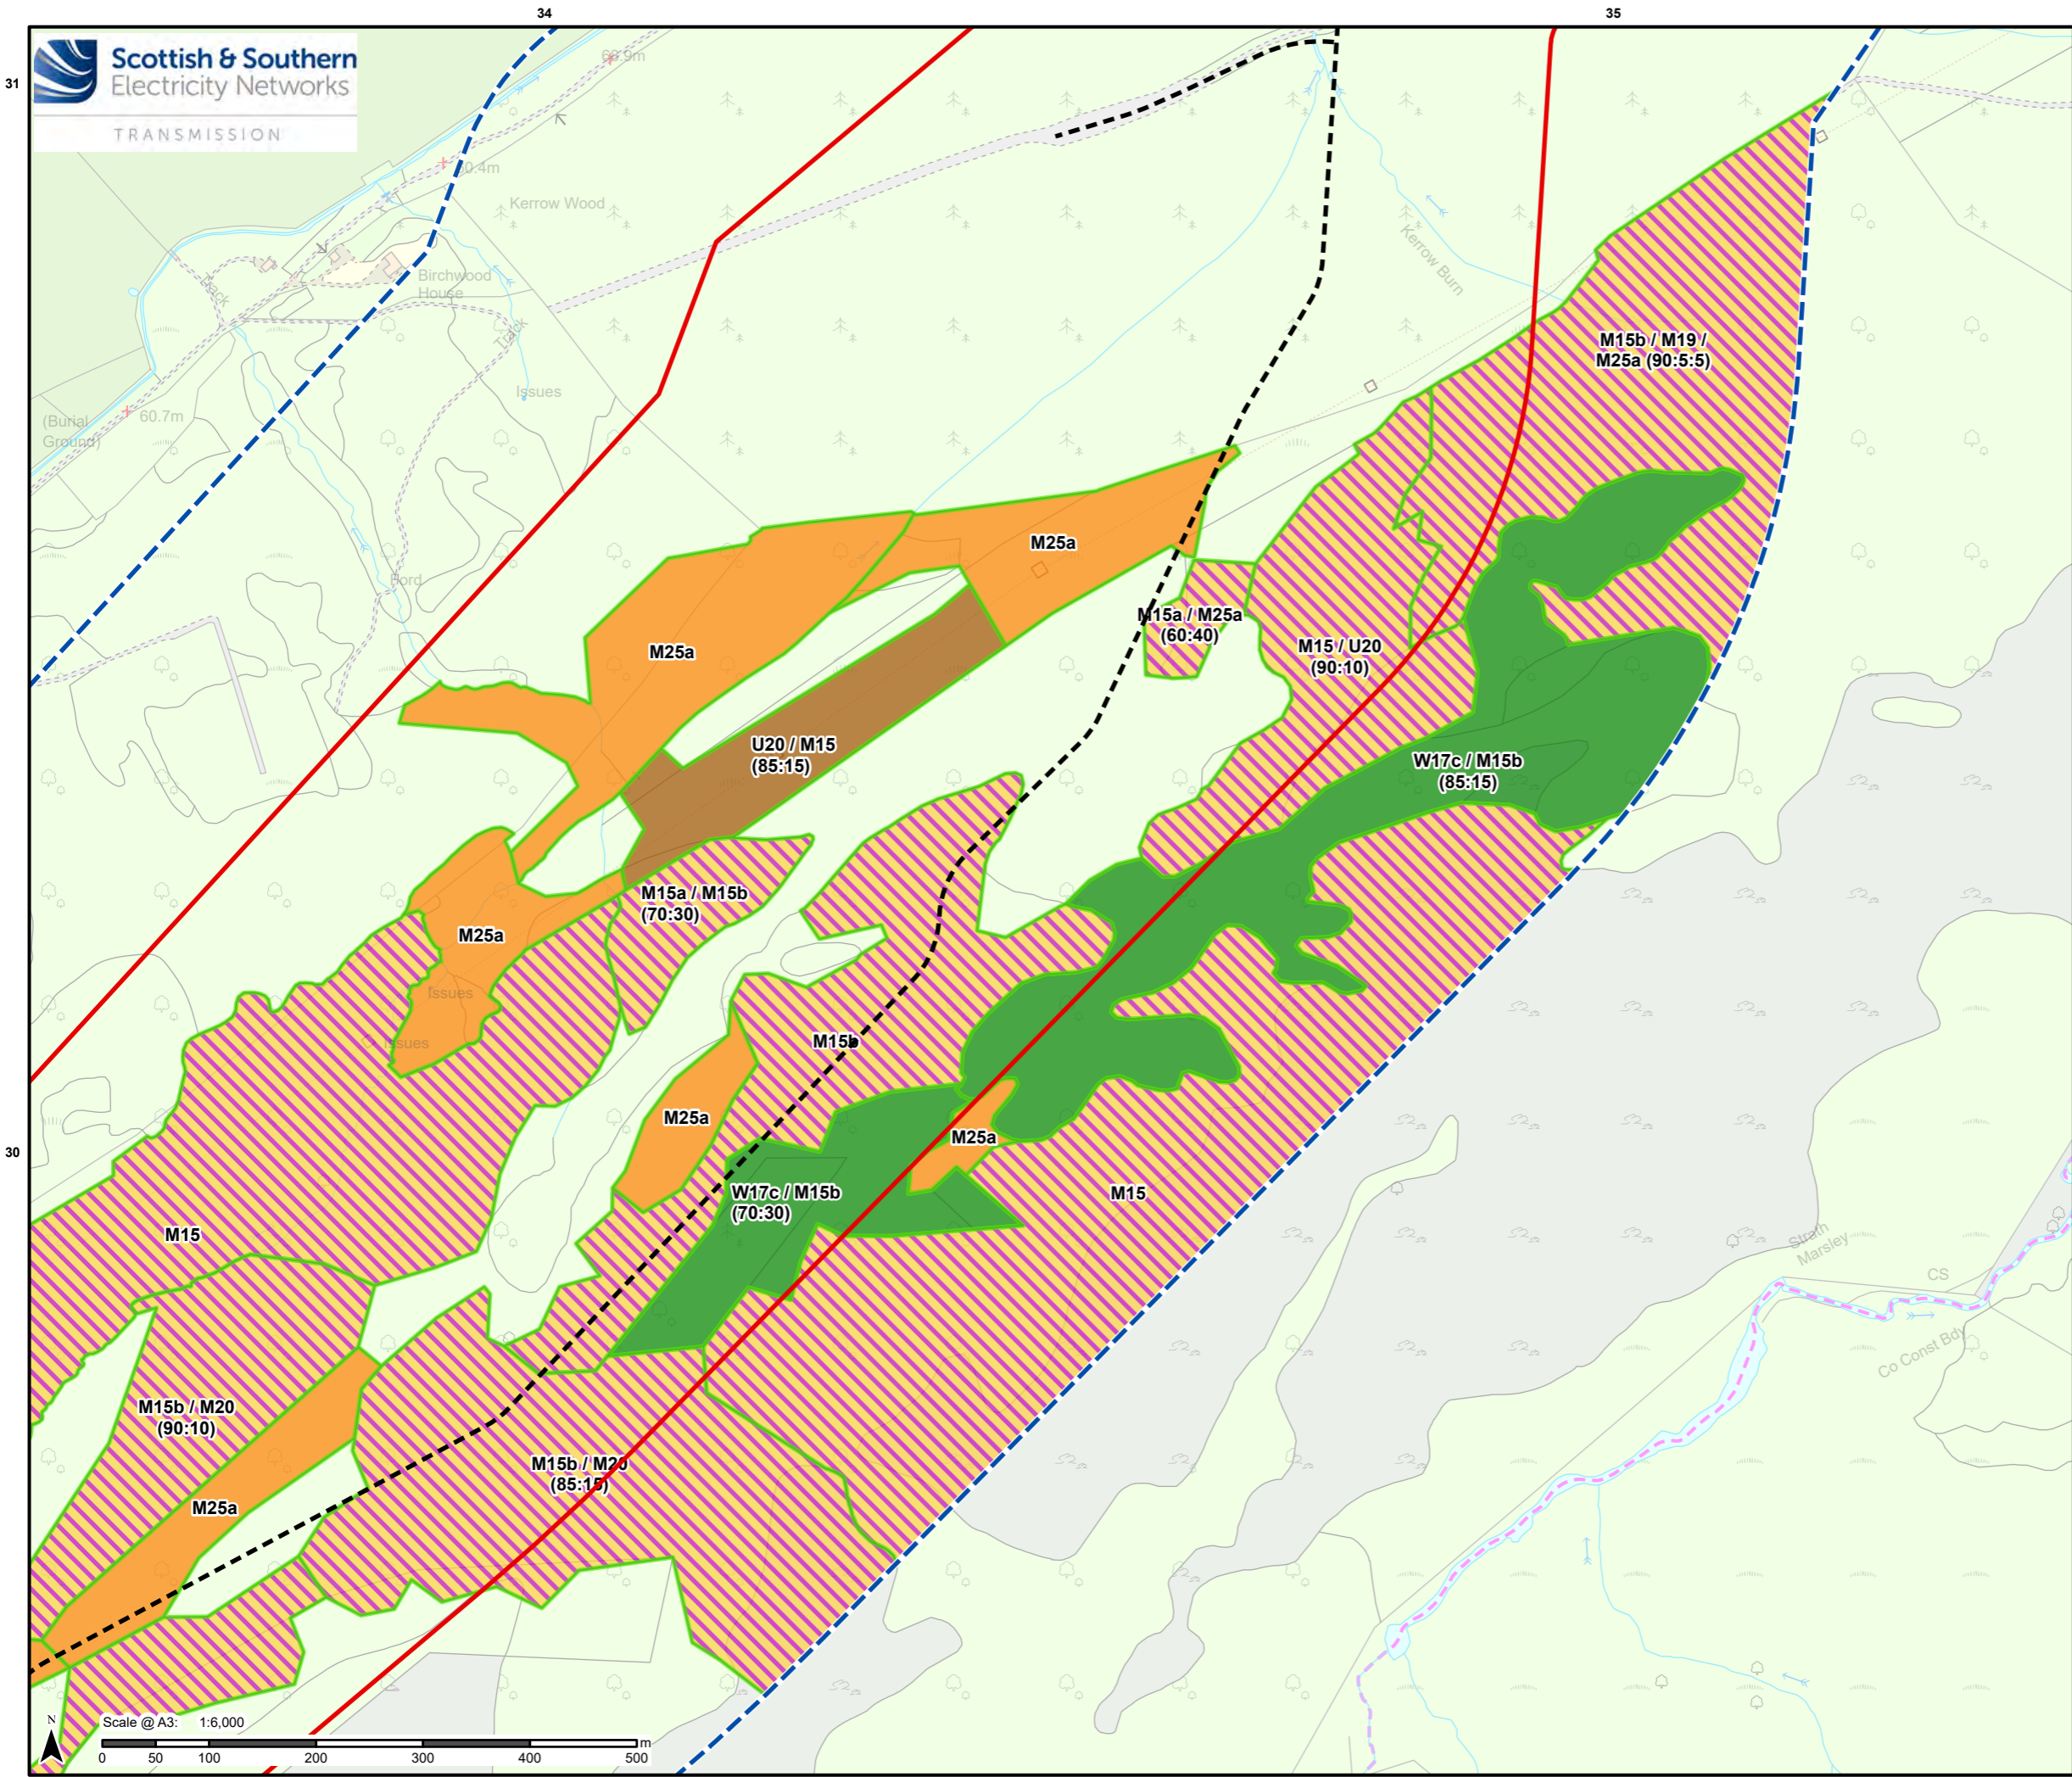 34
35
31
Scottish & Southern
Electricity Networks
TRANSMISSION
Kerrow Wood
Birchwood
House
Track
Track
Kerrow Burn
Issues
(Burial
Ground)
60.7m
M15b / M19 /
M25a (90:5:5)
M25a
Ford
M15a / M25a
(60:40)
M25a
M15 / U20
(90:10)
U20 / M15
(85:15)
W17c / M15b
(85:15)
M15a / M15b
(70:30)
M25a
Issues
Issues
M15b
M25a
M25a
30
W17c / M15b
(70:30)
M15
M15
Strath
Marsley
CS
Co Const Bdy
M15b / M20
(90:10)
M15b / M20
(85:15)
M25a
N
Scale @ A3: 1:6,000
m
0 50 100 200 300 400 500